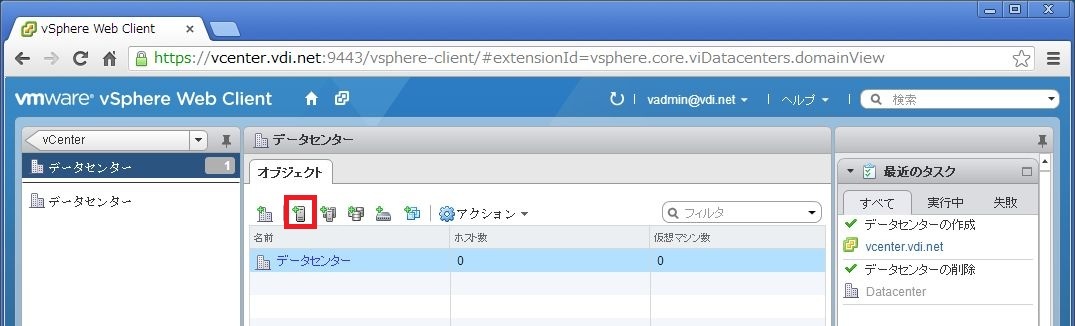 vSphere Web Client
https://vcenter.vdi.net:9443/vsphere-client/#extensionId=vsphere.core.viDatacenters.domainView
vmware® vSphere Web Client
vadmin@vdi.net
ヘルプ
検索
vCenter
データセンター 1
データセンター
データセンター
オブジェクト
アクション
フィルタ
名前 ホスト数 仮想マシン数
データセンター 0 0
最近のタスク
すべて 実行中 失敗
データセンターの作成
vcenter.vdi.net
データセンターの削除
Datacenter